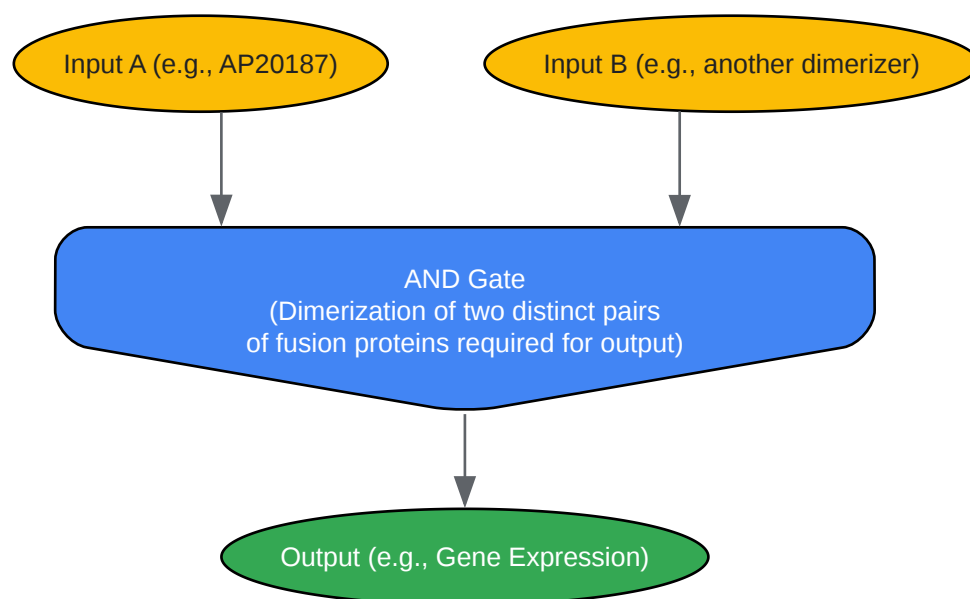 Input A (e.g., AP20187)
Input B (e.g., another dimerizer)
AND Gate
(Dimerization of two distinct pairs
of fusion proteins required for output)
Output (e.g., Gene Expression)